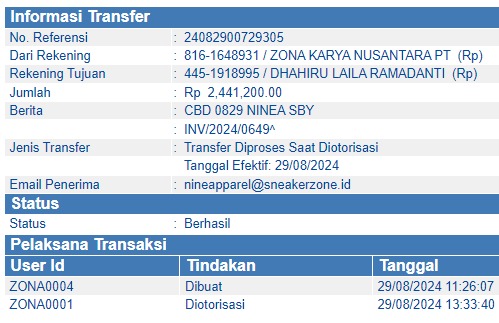 Informasi Transfer
No. Referensi : 24082900729305
Dari Rekening : 816-1648931 / ZONA KARYA NUSANTARA PT (Rp)
Rekening Tujuan : 445-1918995 / DHAHIRU LAILA RAMADANTI (Rp)
Jumlah : Rp 2,441,200.00
Berita : CBD 0829 NINEA SBY
: INV/2024/0649^
Jenis Transfer : Transfer Diproses Saat Diotorisasi
Tanggal Efektif: 29/08/2024
Email Penerima : nineapparel@sneakerzone.id
Status
Status : Berhasil
Pelaksana Transaksi
User Id Tindakan Tanggal
ZONA0004 Dibuat 29/08/2024 11:26:07
ZONA0001 Diotorisasi 29/08/2024 13:33:40